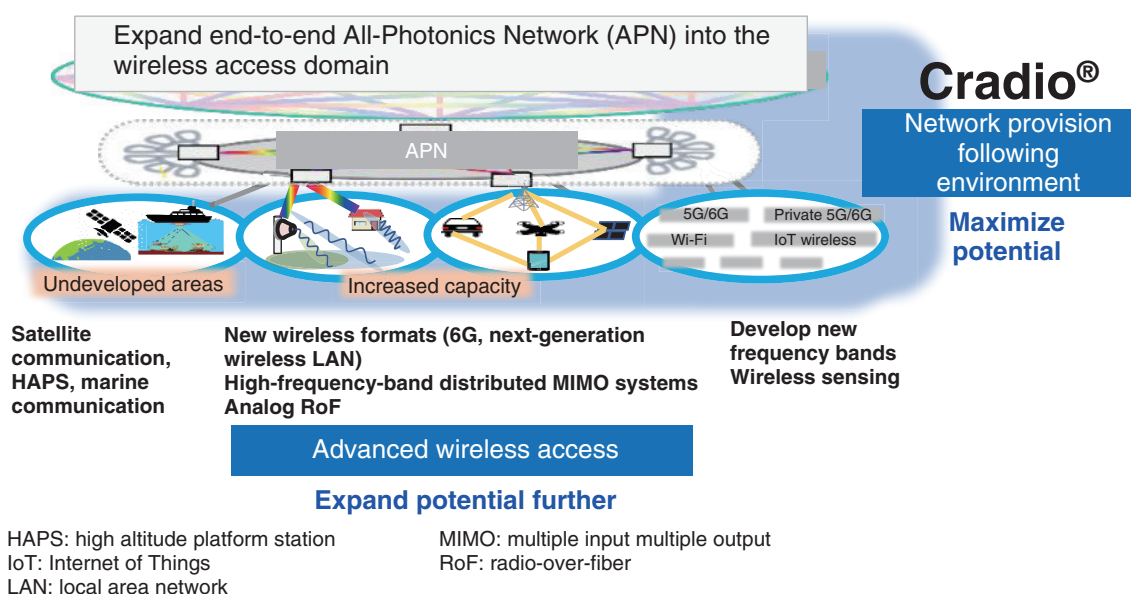 Expand end-to-end All-Photonics Network (APN) into the
wireless access domain
Cradio®
Network provision
following
environment
Maximize
potential
APN
5G/6G
Private 5G/6G
Wi-Fi
IoT wireless
Undeveloped areas
Increased capacity
Satellite
communication,
HAPS, marine
communication
New wireless formats (6G, next-generation
wireless LAN)
High-frequency-band distributed MIMO systems
Analog RoF
Develop new
frequency bands
Wireless sensing
Advanced wireless access
Expand potential further
HAPS: high altitude platform station
IoT: Internet of Things
LAN: local area network
MIMO: multiple input multiple output
RoF: radio-over-fiber